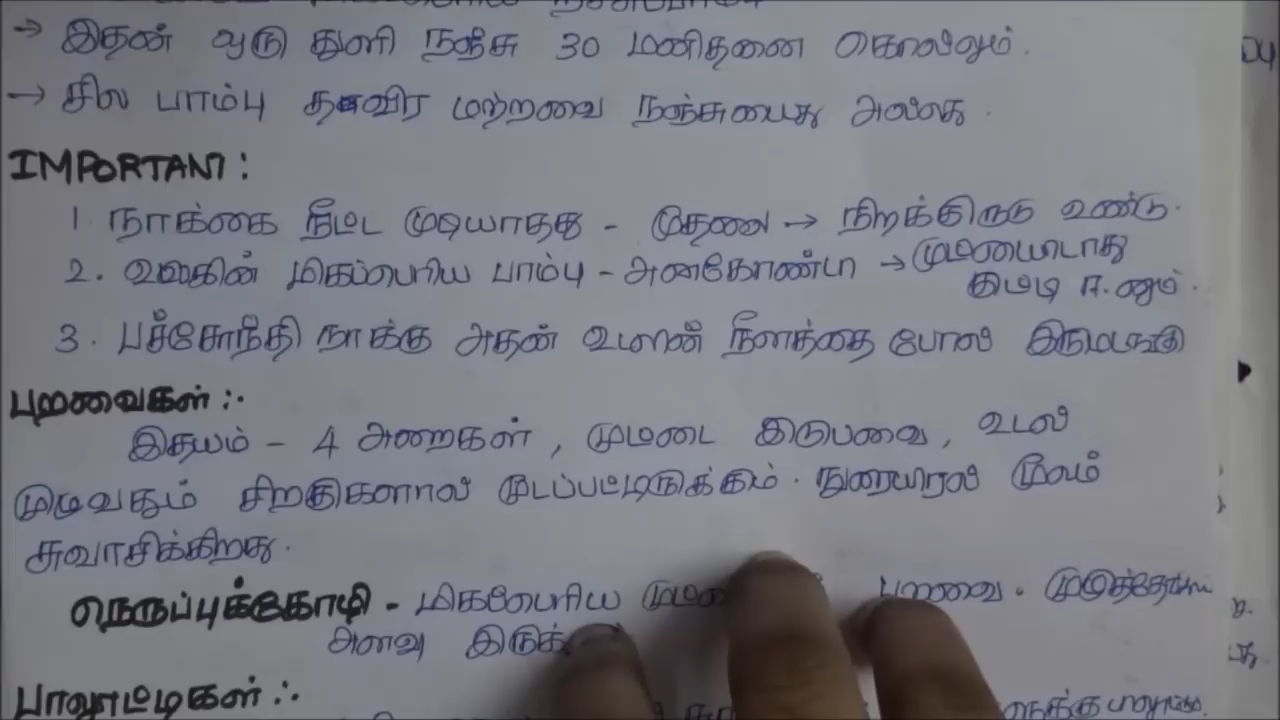 → இதன் ஒரு துளி நஞ்சு 30 மனிதனை கொல்லும்.
→ சில பாம்பு தவிர மற்றவை நஞ்சுடையது அல்ல.
IMPORTANT:
1. நாக்கை நீட்ட முடியாதது - முதலை → நிறக்குருடு உண்டு.
2. உலகின் மிகப்பெரிய பாம்பு - அனகோண்டா → முட்டையிடாது
குட்டி ஈனும்.
3. பச்சோந்தி நாக்கு அதன் உடலின் நீளத்தை போல் இருமடங்கு
பறவைகள் :.
இதயம் - 4 அறைகள், முட்டை இடுபவை, உடல்
முழுவதும் சிறகுகளால் மூடப்பட்டிருக்கும். நுரையீரல் மூலம்
சுவாசிக்கிறது.
நெருப்புக்கோழி - மிகப்பெரிய பறவை.
அளவு
பாலூட்டிகள் :.